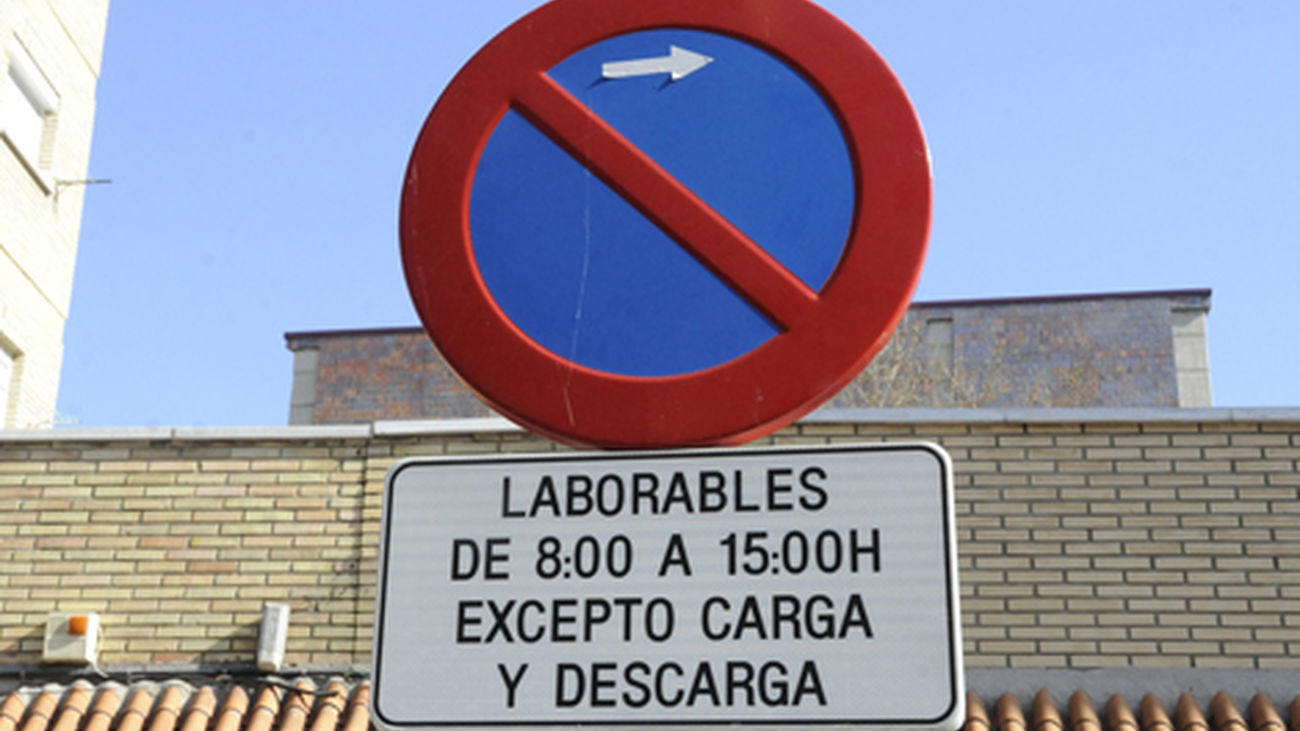 LABORABLES
DE 8:00 A 15:00H
EXCEPTO CARGA
Y DESCARGA